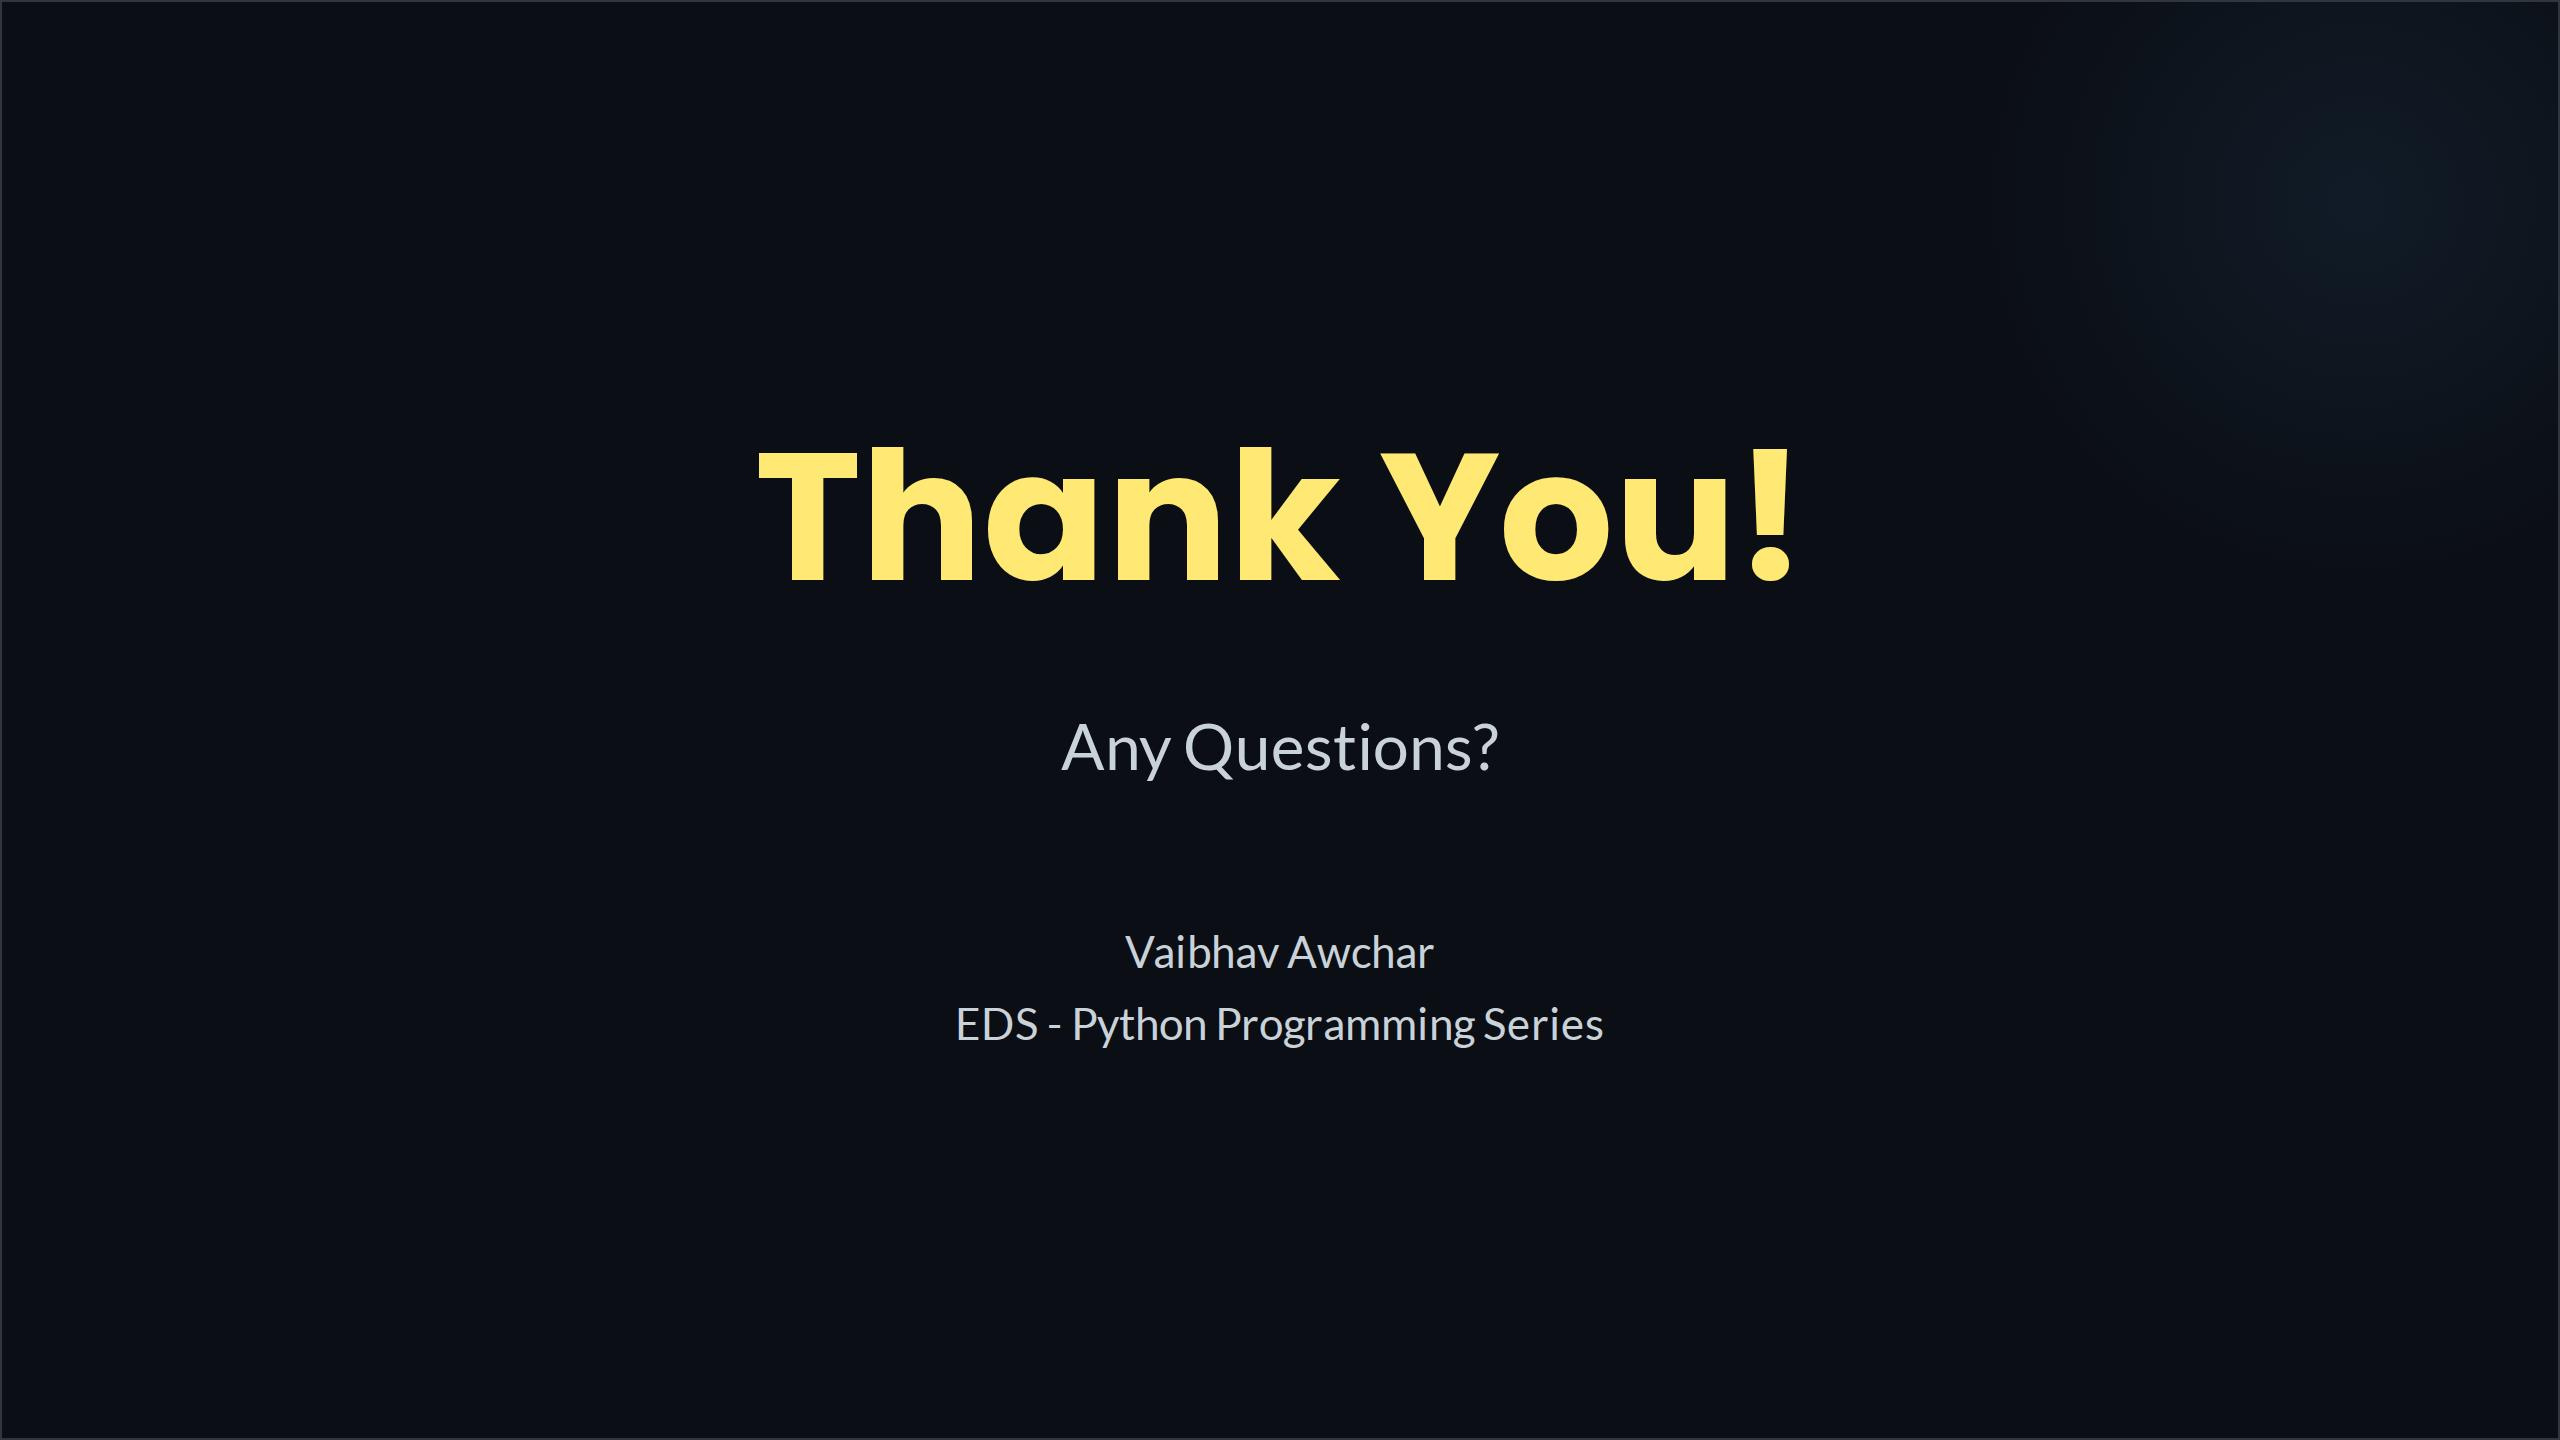 Thank You!
Any Questions?
Vaibhav Awchar
EDS - Python Programming Series